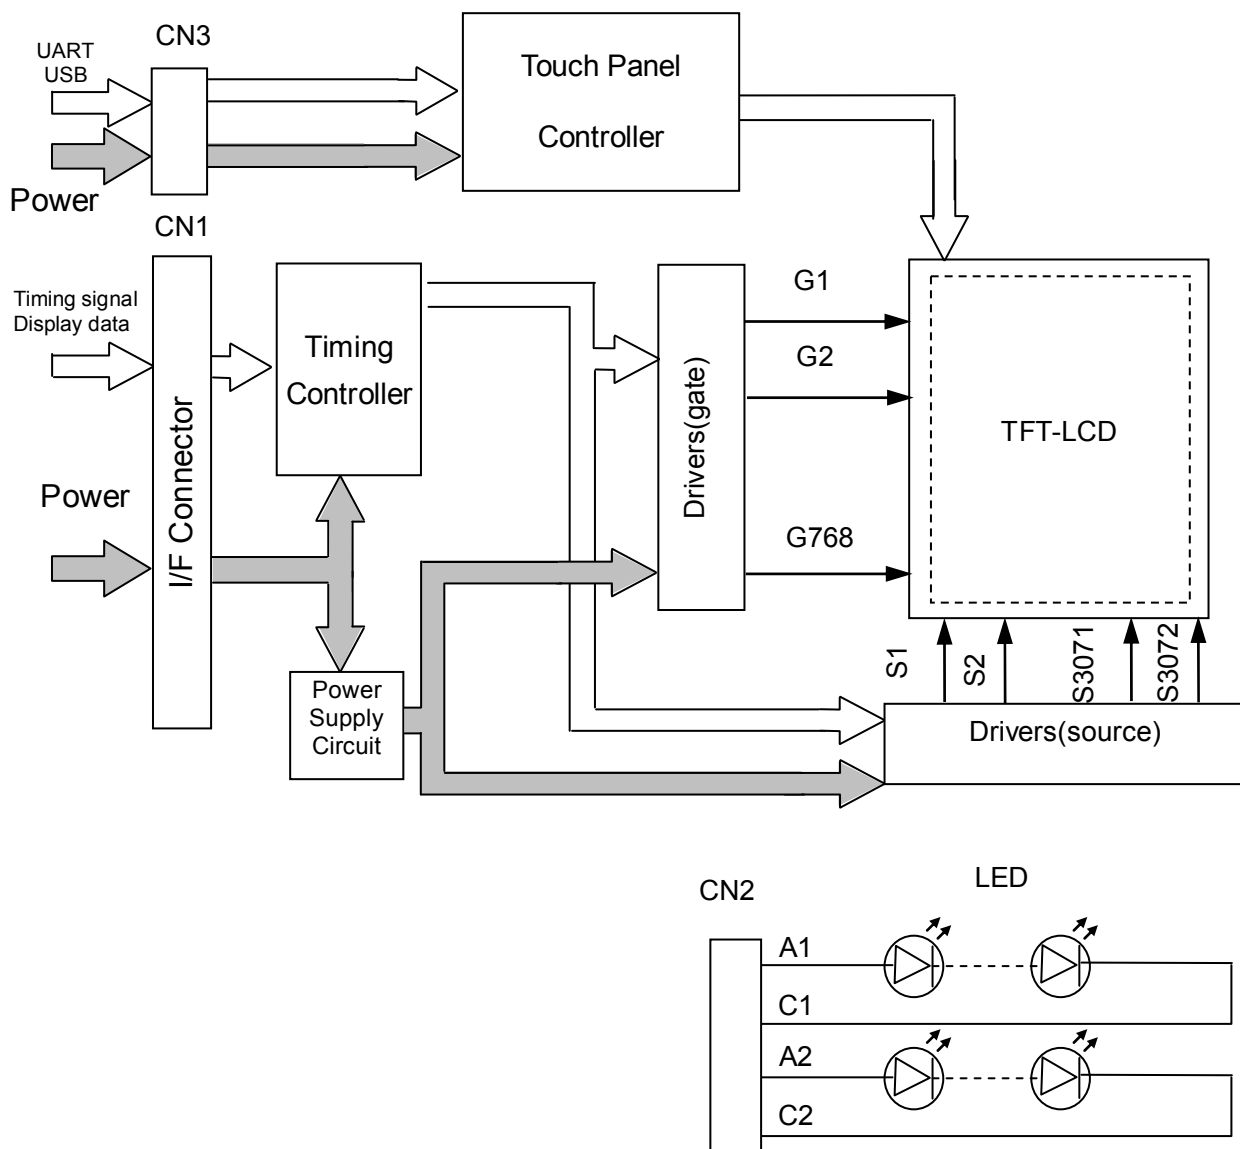 CN3
UART
USB
Touch Panel
Controller
Power
CN1
Timing signal
Display data
I/F Connector
Timing
Controller
Drivers(gate)
G1
G2
G768
TFT-LCD
Power
Power
Supply
Circuit
S1
S2
S3071
S3072
Drivers(source)
CN2
LED
A1
C1
A2
C2